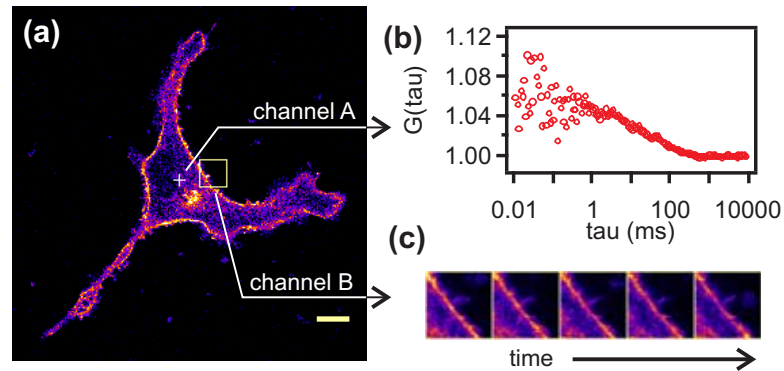 (a)
channel A
channel B
(b)
G(tau)
1.12
1.08
1.04
1.00
0.01
1
100
10000
tau (ms)
(c)
time